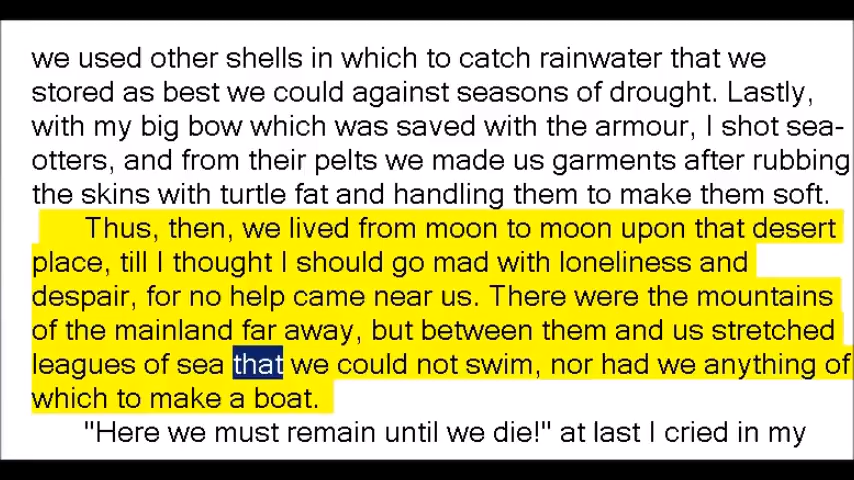 we used other shells in which to catch rainwater that we
stored as best we could against seasons of drought. Lastly,
with my big bow which was saved with the armour, I shot sea-
otters, and from their pelts we made us garments after rubbing
the skins with turtle fat and handling them to make them soft.
Thus, then, we lived from moon to moon upon that desert
place, till I thought I should go mad with loneliness and
despair, for no help came near us. There were the mountains
of the mainland far away, but between them and us stretched
leagues of sea that we could not swim, nor had we anything of
which to make a boat.
"Here we must remain until we die!" at last I cried in my